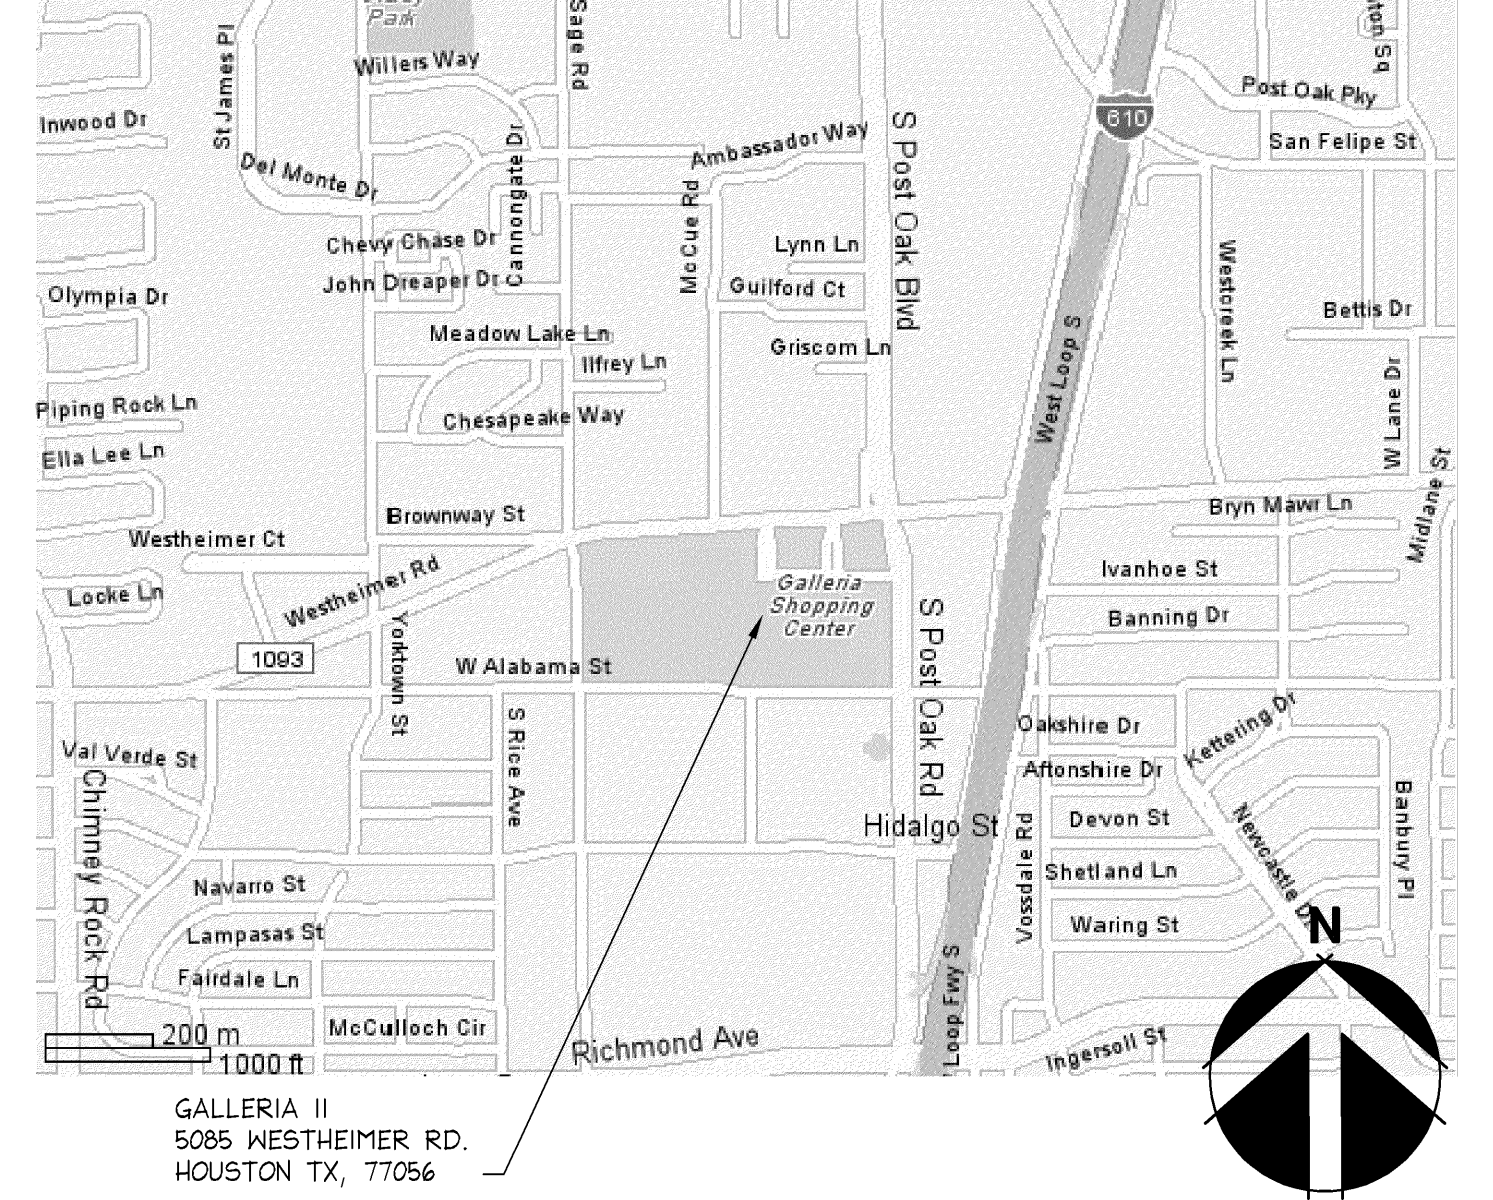 Park
Sage Rd
Willers Way
St James Pl
Inwood Dr
Del Monte Dr
Cannongate Dr
Ambassador Way
McCue Rd
S Post Oak Blvd
610
Post Oak Pky
San Felipe St
Chevy Chase Dr
John Dreaper Dr
Lynn Ln
Guilford Ct
Griscom Ln
Olympia Dr
Meadow Lake Ln
Ilfrey Ln
Chesapeake Way
West Loop S
Westcreek Ln
Bettis Dr
W Lane Dr
Midlane St
Piping Rock Ln
Ella Lee Ln
Brownway St
Westheimer Ct
Westheimer Rd
Locke Ln
1093
Yorktown St
W Alabama St
Galleria
Shopping
Center
S Post Oak Rd
Bryn Mawr Ln
Ivanhoe St
Banning Dr
Oakshire Dr
Aftonshire Dr
Kettering Dr
Devon St
Shetland Ln
Waring St
Vossdale Rd
Newcastle Dr
Banbury Pl
Val Verde St
Chimney Rock Rd
S Rice Ave
Hidalgo St
Navarro St
Lampasas St
Fairdale Ln
McCulloch Cir
Richmond Ave
Loop Fwy S
Ingersoll St
200 m
1000 ft
N
GALLERIA II
5085 WESTHEIMER RD.
HOUSTON TX, 77056